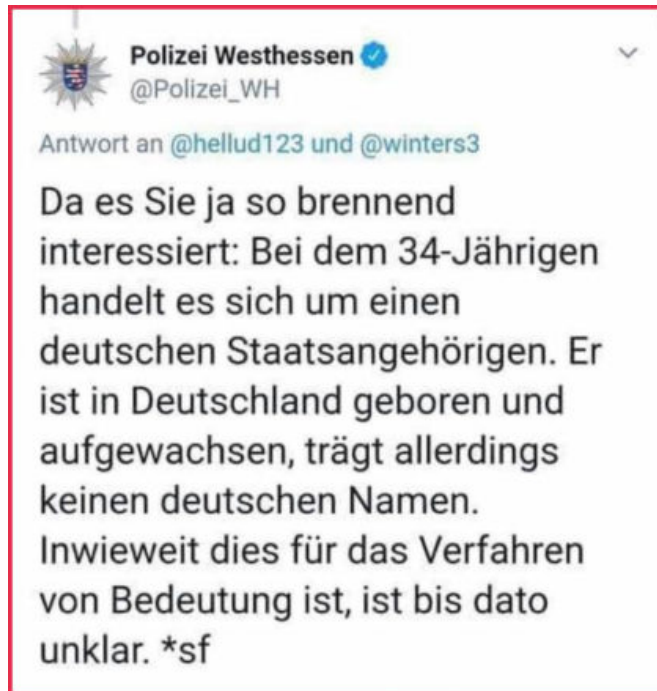 Polizei Westhessen
@Polizei_WH
Antwort an @hellud123 und @winters3
Da es Sie ja so brennend
interessiert: Bei dem 34-Jährigen
handelt es sich um einen
deutschen Staatsangehörigen. Er
ist in Deutschland geboren und
aufgewachsen, trägt allerdings
keinen deutschen Namen.
Inwieweit dies für das Verfahren
von Bedeutung ist, ist bis dato
unklar. *sf